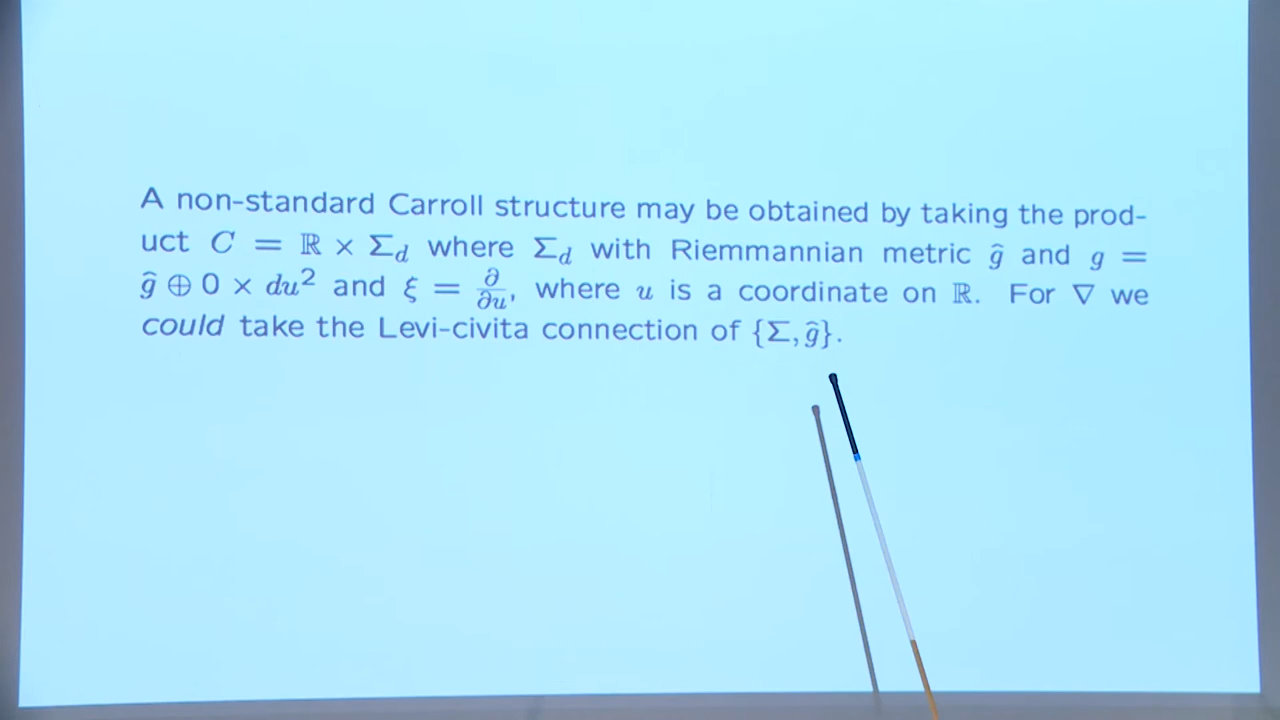 A non-standard Carroll structure may be obtained by taking the prod-
uct C = ℝ × Σ_d where Σ_d with Riemmannian metric ĝ and g =
ĝ ⊕ 0 × du² and ξ = ∂/∂u, where u is a coordinate on ℝ. For ∇ we
could take the Levi-civita connection of {Σ, ĝ}.